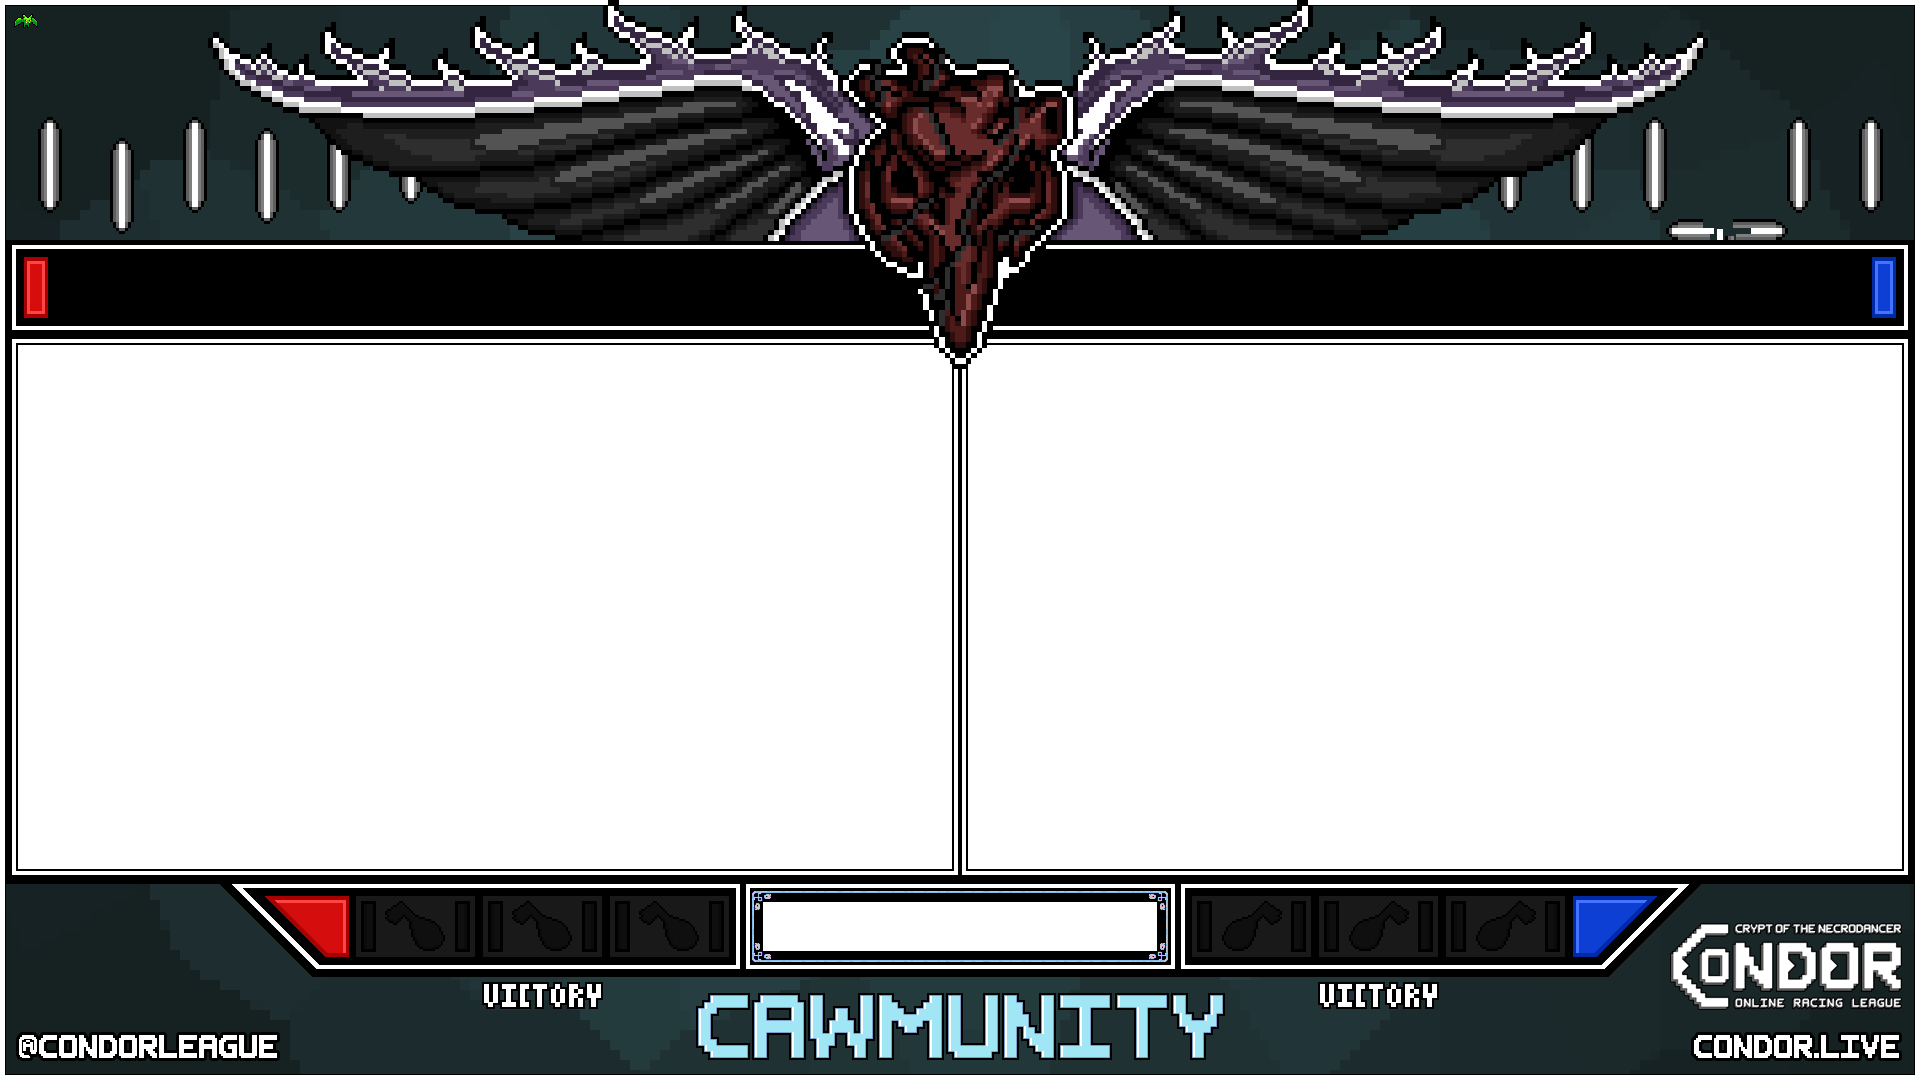 VICTORY
VICTORY
CAWMUNITY
CRYPT OF THE NECRODANCER
CONDOR
ONLINE RACING LEAGUE
@CONDORLEAGUE
CONDOR.LIVE